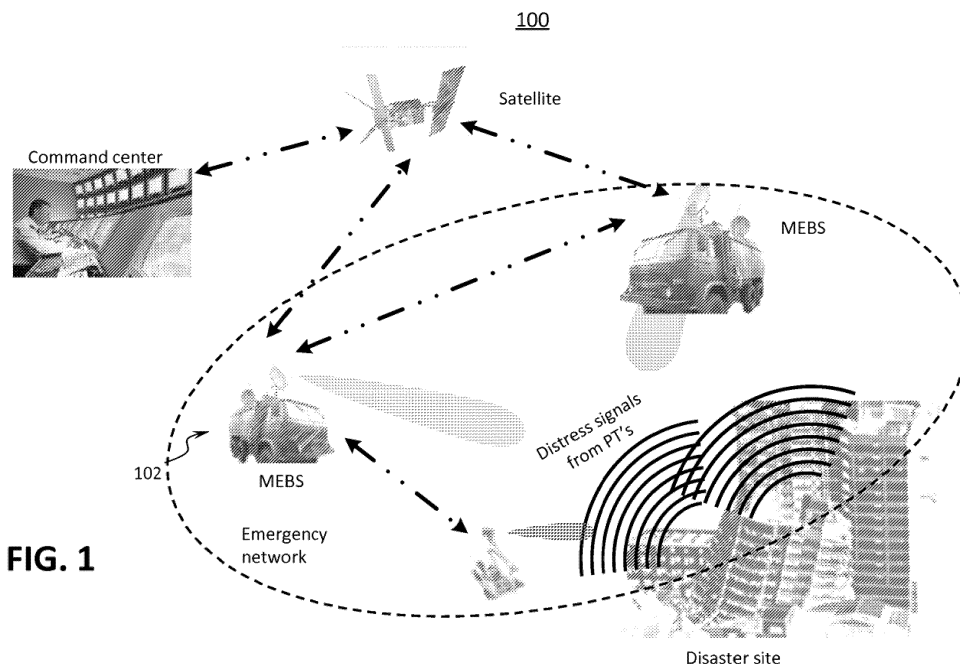 100
Satellite
Command center
MEBS
Distress signals
from PT's
102
MEBS
Emergency
network
FIG. 1
Disaster site